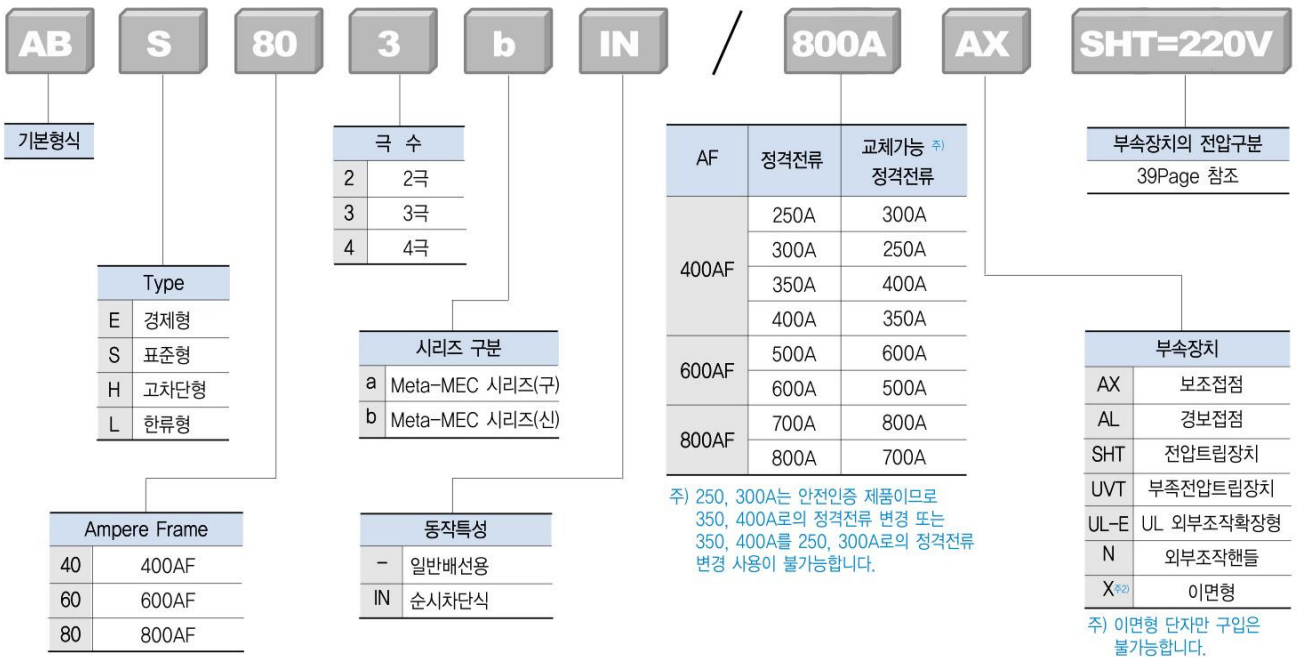 AB S 80 3 b IN / 800A AX SHT=220V
기본형식
Type
E 경제형
S 표준형
H 고차단형
L 한류형
Ampere Frame
40 400AF
60 600AF
80 800AF
극 수
2 2극
3 3극
4 4극
시리즈 구분
a Meta-MEC 시리즈(구)
b Meta-MEC 시리즈(신)
동작특성
- 일반배선용
IN 순시차단식
AF 정격전류 교체가능 주)
정격전류
400AF
250A 300A
300A 250A
350A 400A
400A 350A
600AF
500A 600A
600A 500A
800AF
700A 800A
800A 700A
주) 250, 300A는 안전인증 제품이므로
350, 400A로의 정격전류 변경 또는
350, 400A를 250, 300A로의 정격전류
변경 사용이 불가능합니다.
부속장치의 전압구분
39Page 참조
부속장치
AX 보조접점
AL 경보접점
SHT 전압트립장치
UVT 부족전압트립장치
UL-E UL 외부조작확장형
N 외부조작핸들
X주2) 이면형
주) 이면형 단자만 구입은
불가능합니다.